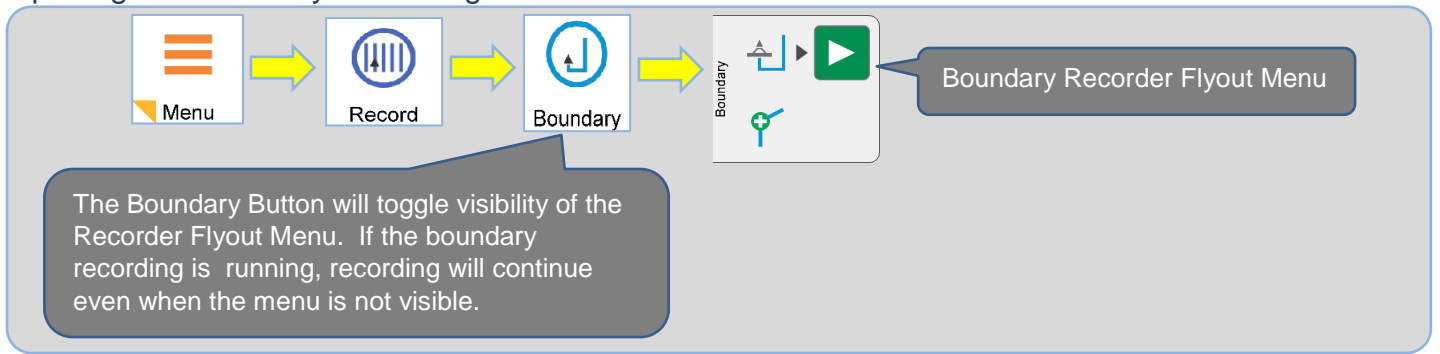 Menu
Record
Boundary
Boundary
Boundary Recorder Flyout Menu
The Boundary Button will toggle visibility of the
Recorder Flyout Menu.  If the boundary
recording is  running, recording will continue
even when the menu is not visible.